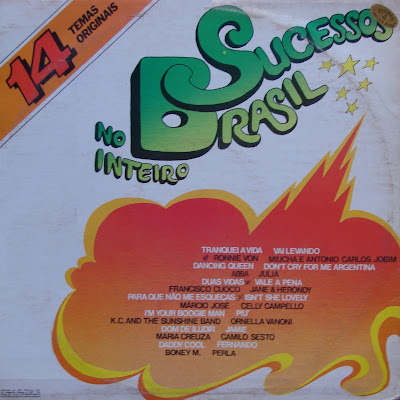 14 TEMAS
ORIGINAIS
SUCESSOS
NO BRASIL
INTEIRO
TRANQUEI A VIDA VAI LEVANDO
RONNIE VON MIUCHA E ANTONIO CARLOS JOBIM
DANCING QUEEN DON'T CRY FOR ME ARGENTINA
ABBA JULIA
DUAS VIDAS VALE A PENA
FRANCISCO CUOCO JANE & HERONDY
PARA QUE NÃO ME ESQUEÇAS ISN'T SHE LOVELY
MÁRCIO JOSÉ CELLY CAMPELLO
I'M YOUR BOOGIE MAN PIU'
K.C. AND THE SUNSHINE BAND ORNELLA VANONI
DOM DE ILUDIR JAMIE
MARIA CREUZA CAMILO SESTO
DADDY COOL FERNANDO
BONEY M. PERLA